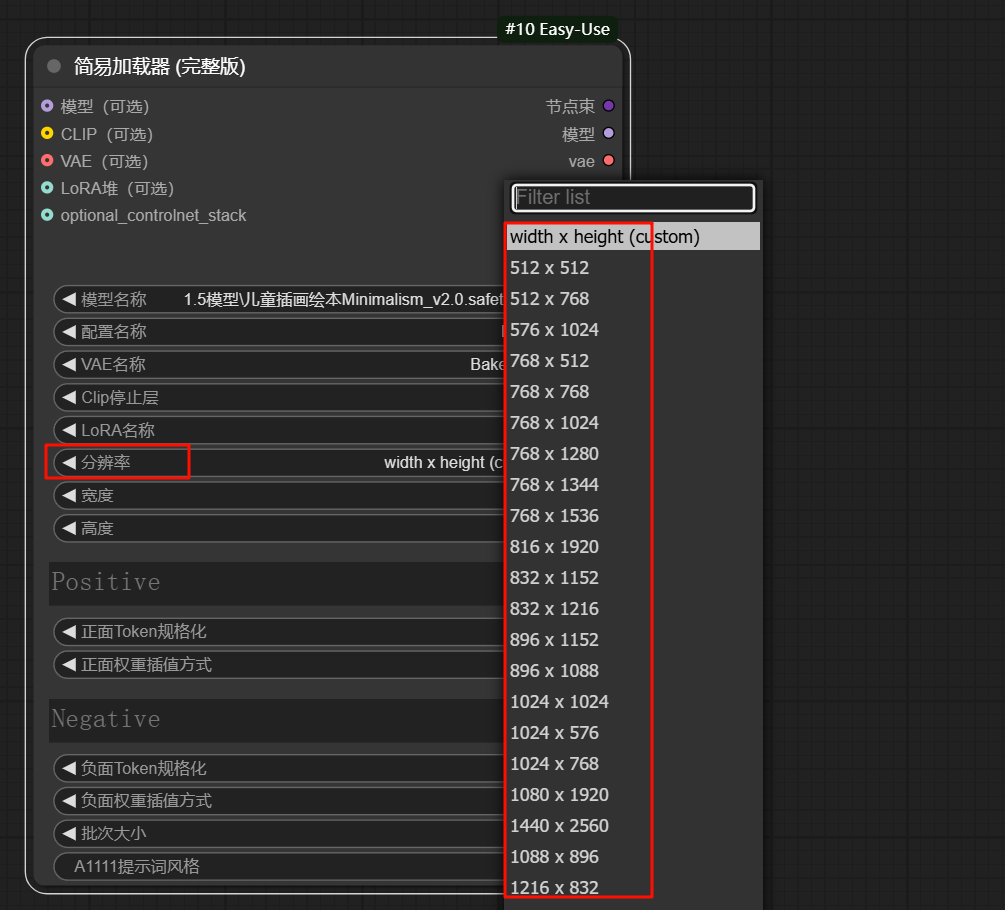 #10 Easy-Use
简易加载器 (完整版)
模型（可选）
节点束
CLIP（可选）
模型
VAE（可选）
vae
LoRA堆（可选）
optional_controlnet_stack
模型名称 1.5模型\儿童插画绘本Minimalism_v2.0.safet
配置名称
VAE名称 Bake
Clip停止层
LoRA名称
分辨率 width x height (c
宽度
高度
Positive
正面Token规格化
正面权重插值方式
Negative
负面Token规格化
负面权重插值方式
批次大小
A1111提示词风格
Filter list
width x height (custom)
512 x 512
512 x 768
576 x 1024
768 x 512
768 x 768
768 x 1024
768 x 1280
768 x 1344
768 x 1536
816 x 1920
832 x 1152
832 x 1216
896 x 1152
896 x 1088
1024 x 1024
1024 x 576
1024 x 768
1080 x 1920
1440 x 2560
1088 x 896
1216 x 832